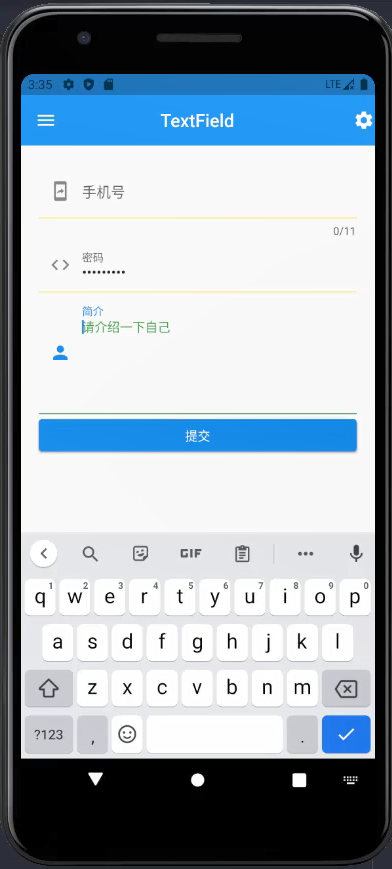 3:35
LTE
TextField
手机号
0/11
密码
•••••••••
简介
请介绍一下自己
提交
GIF
q1 w2 e3 r4 t5 y6 u7 i8 o9 p0
a s d f g h j k l
z x c v b n m
?123 , .